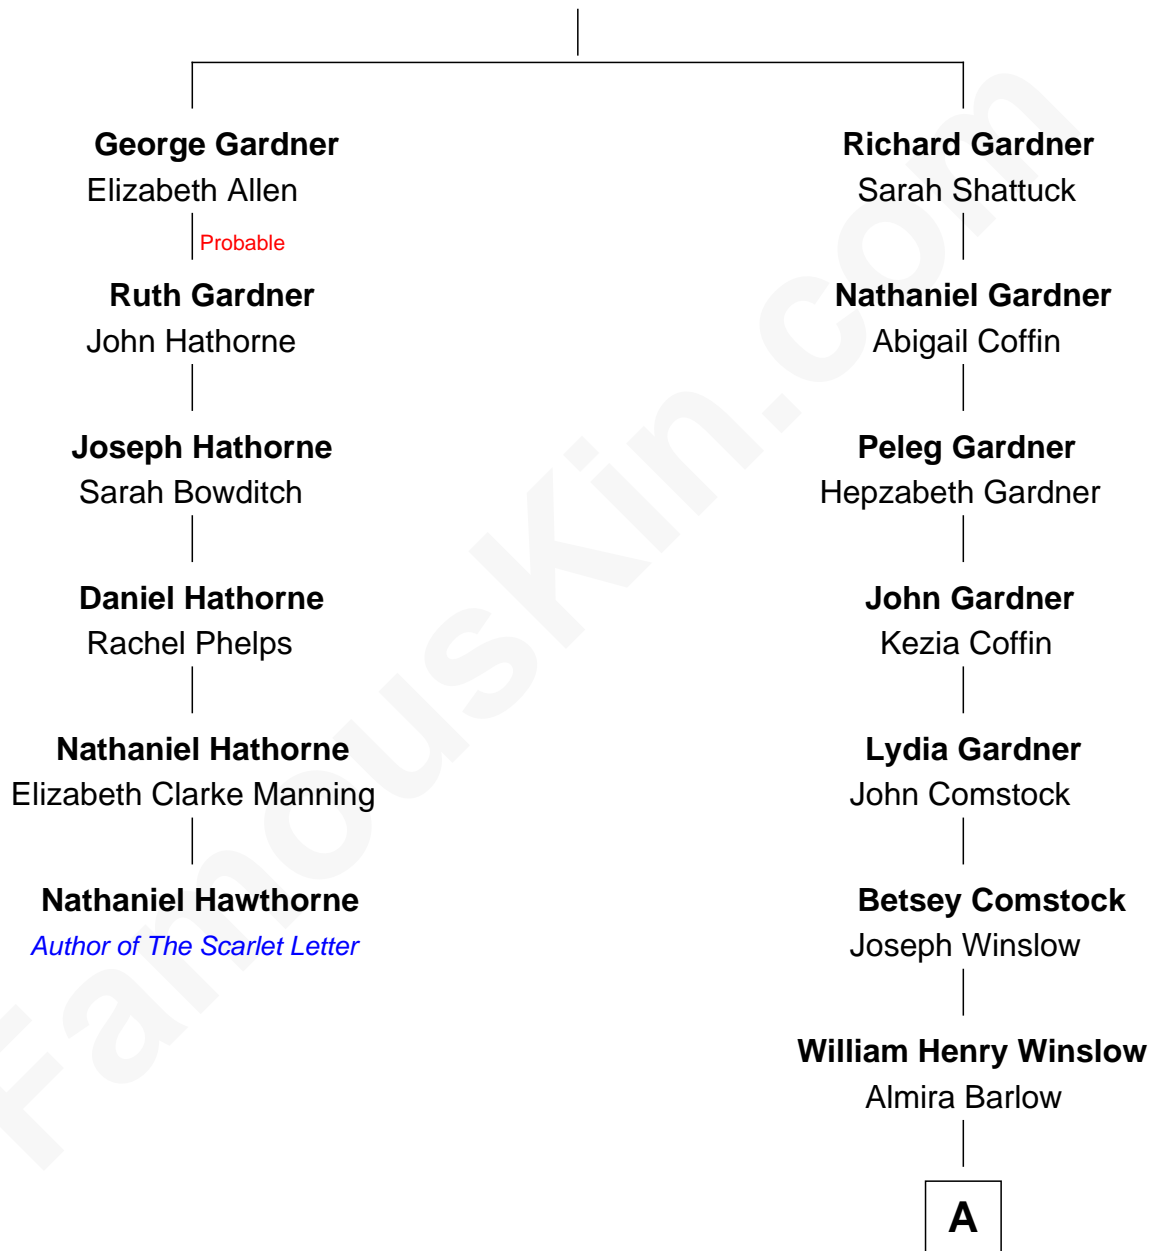 George Gardner
Elizabeth Allen
Probable
Ruth Gardner
John Hathorne
Joseph Hathorne
Sarah Bowditch
Daniel Hathorne
Rachel Phelps
Nathaniel Hathorne
Elizabeth Clarke Manning
Nathaniel Hawthorne
Author of The Scarlet Letter
Richard Gardner
Sarah Shattuck
Nathaniel Gardner
Abigail Coffin
Peleg Gardner
Hepzabeth Gardner
John Gardner
Kezia Coffin
Lydia Gardner
John Comstock
Betsey Comstock
Joseph Winslow
William Henry Winslow
Almira Barlow
A
FamousKin.com